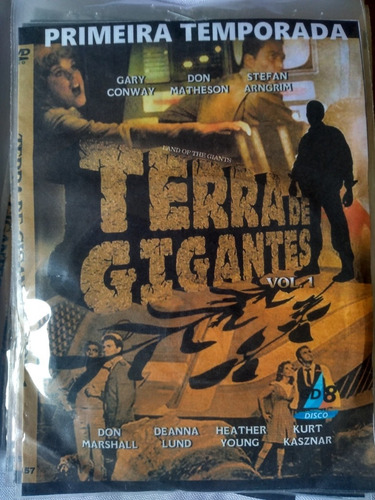 PRIMEIRA TEMPORADA
GARY CONWAY
DON MATHESON
STEFAN ARNGRIM
LAND OF THE GIANTS
TERRA DE
GIGANTES
VOL. 1
D8
DISCO
DON MARSHALL
DEANNA LUND
HEATHER YOUNG
KURT KASZNAR
57